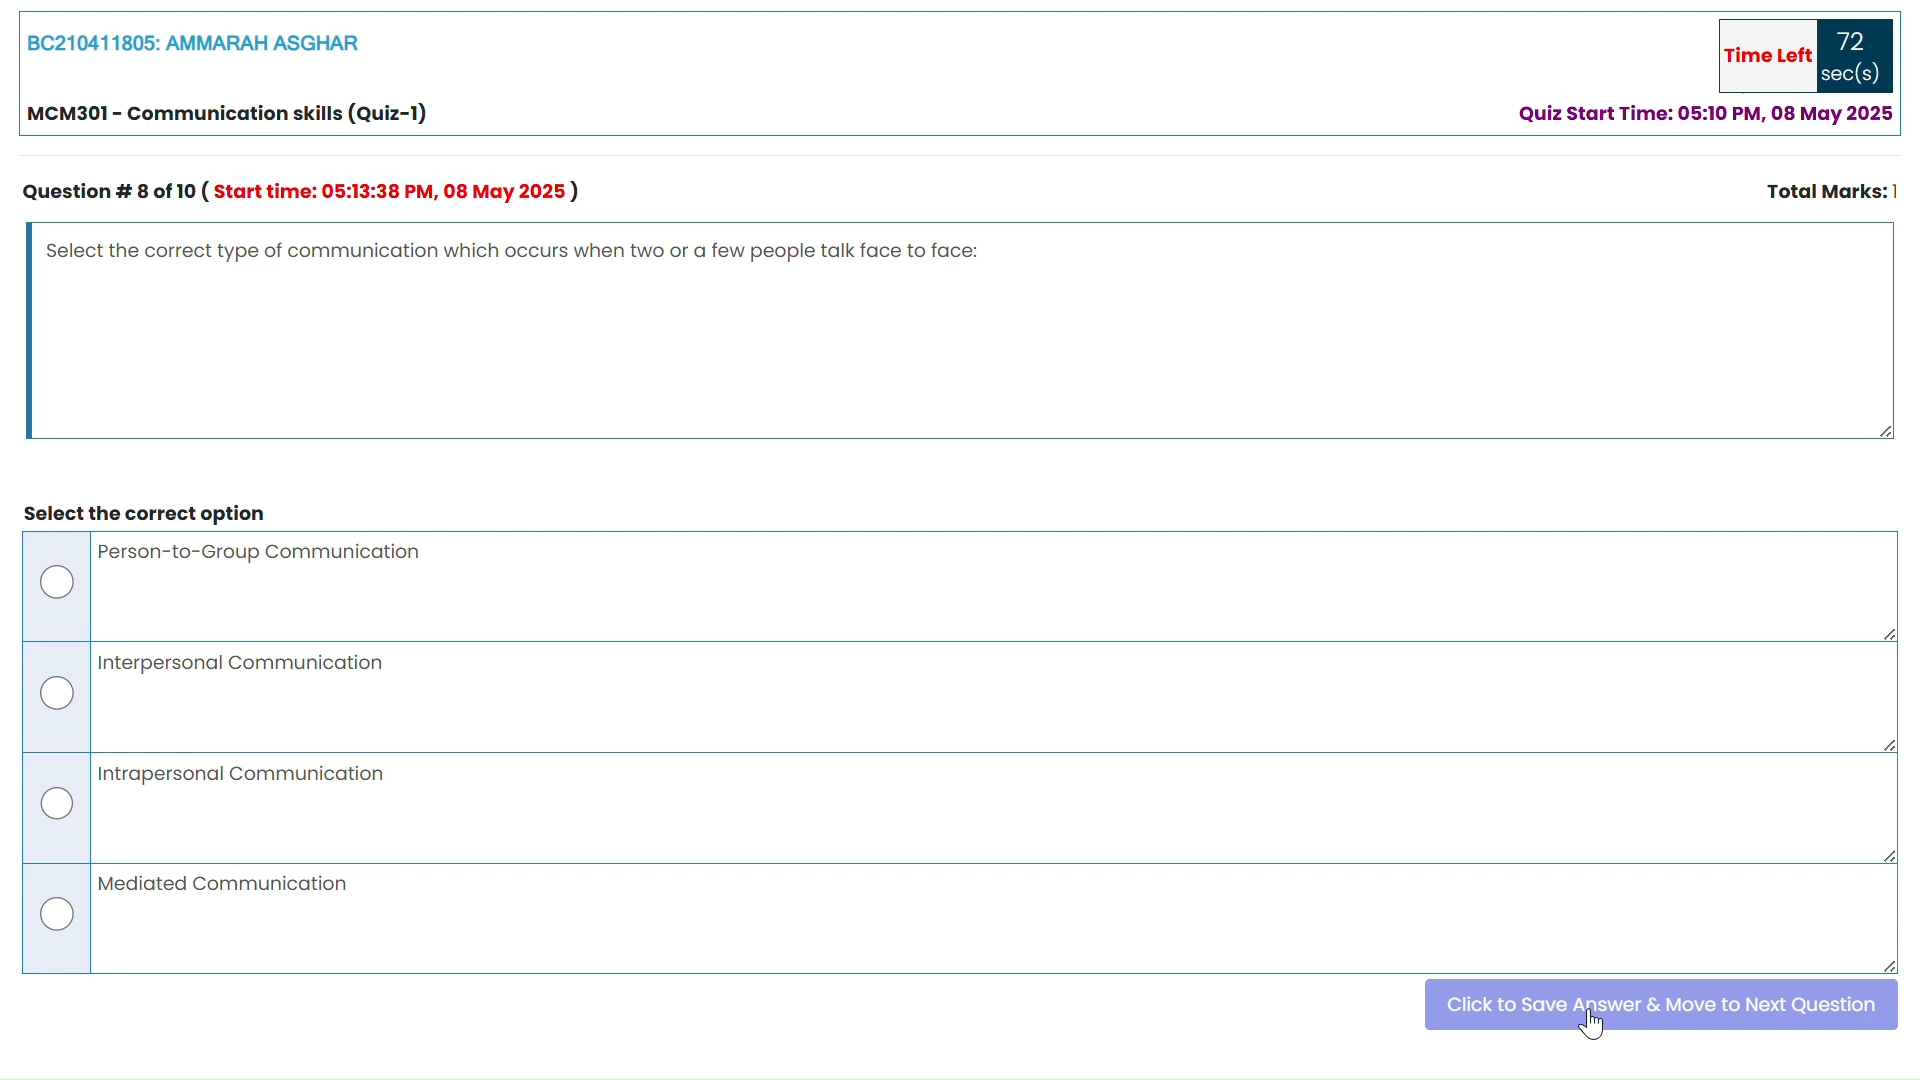 BC210411805: AMMARAH ASGHAR
Time Left
72
sec(s)
MCM301 - Communication skills (Quiz-1)
Quiz Start Time: 05:10 PM, 08 May 2025
Question # 8 of 10 ( Start time: 05:13:38 PM, 08 May 2025 )
Total Marks: 1
Select the correct type of communication which occurs when two or a few people talk face to face:
Select the correct option
Person-to-Group Communication
Interpersonal Communication
Intrapersonal Communication
Mediated Communication
Click to Save Answer & Move to Next Question